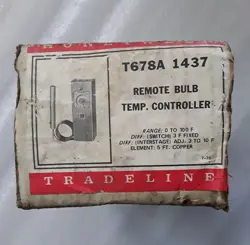 T678A 1437
REMOTE BULB
TEMP. CONTROLLER
RANGE: 0 TO 100 F
DIFF: (SWITCH) 3 F FIXED
DIFF: (INTERSTAGE) ADJ. 3 TO 10 F
ELEMENT: 5 FT. COPPER
TRADELINE